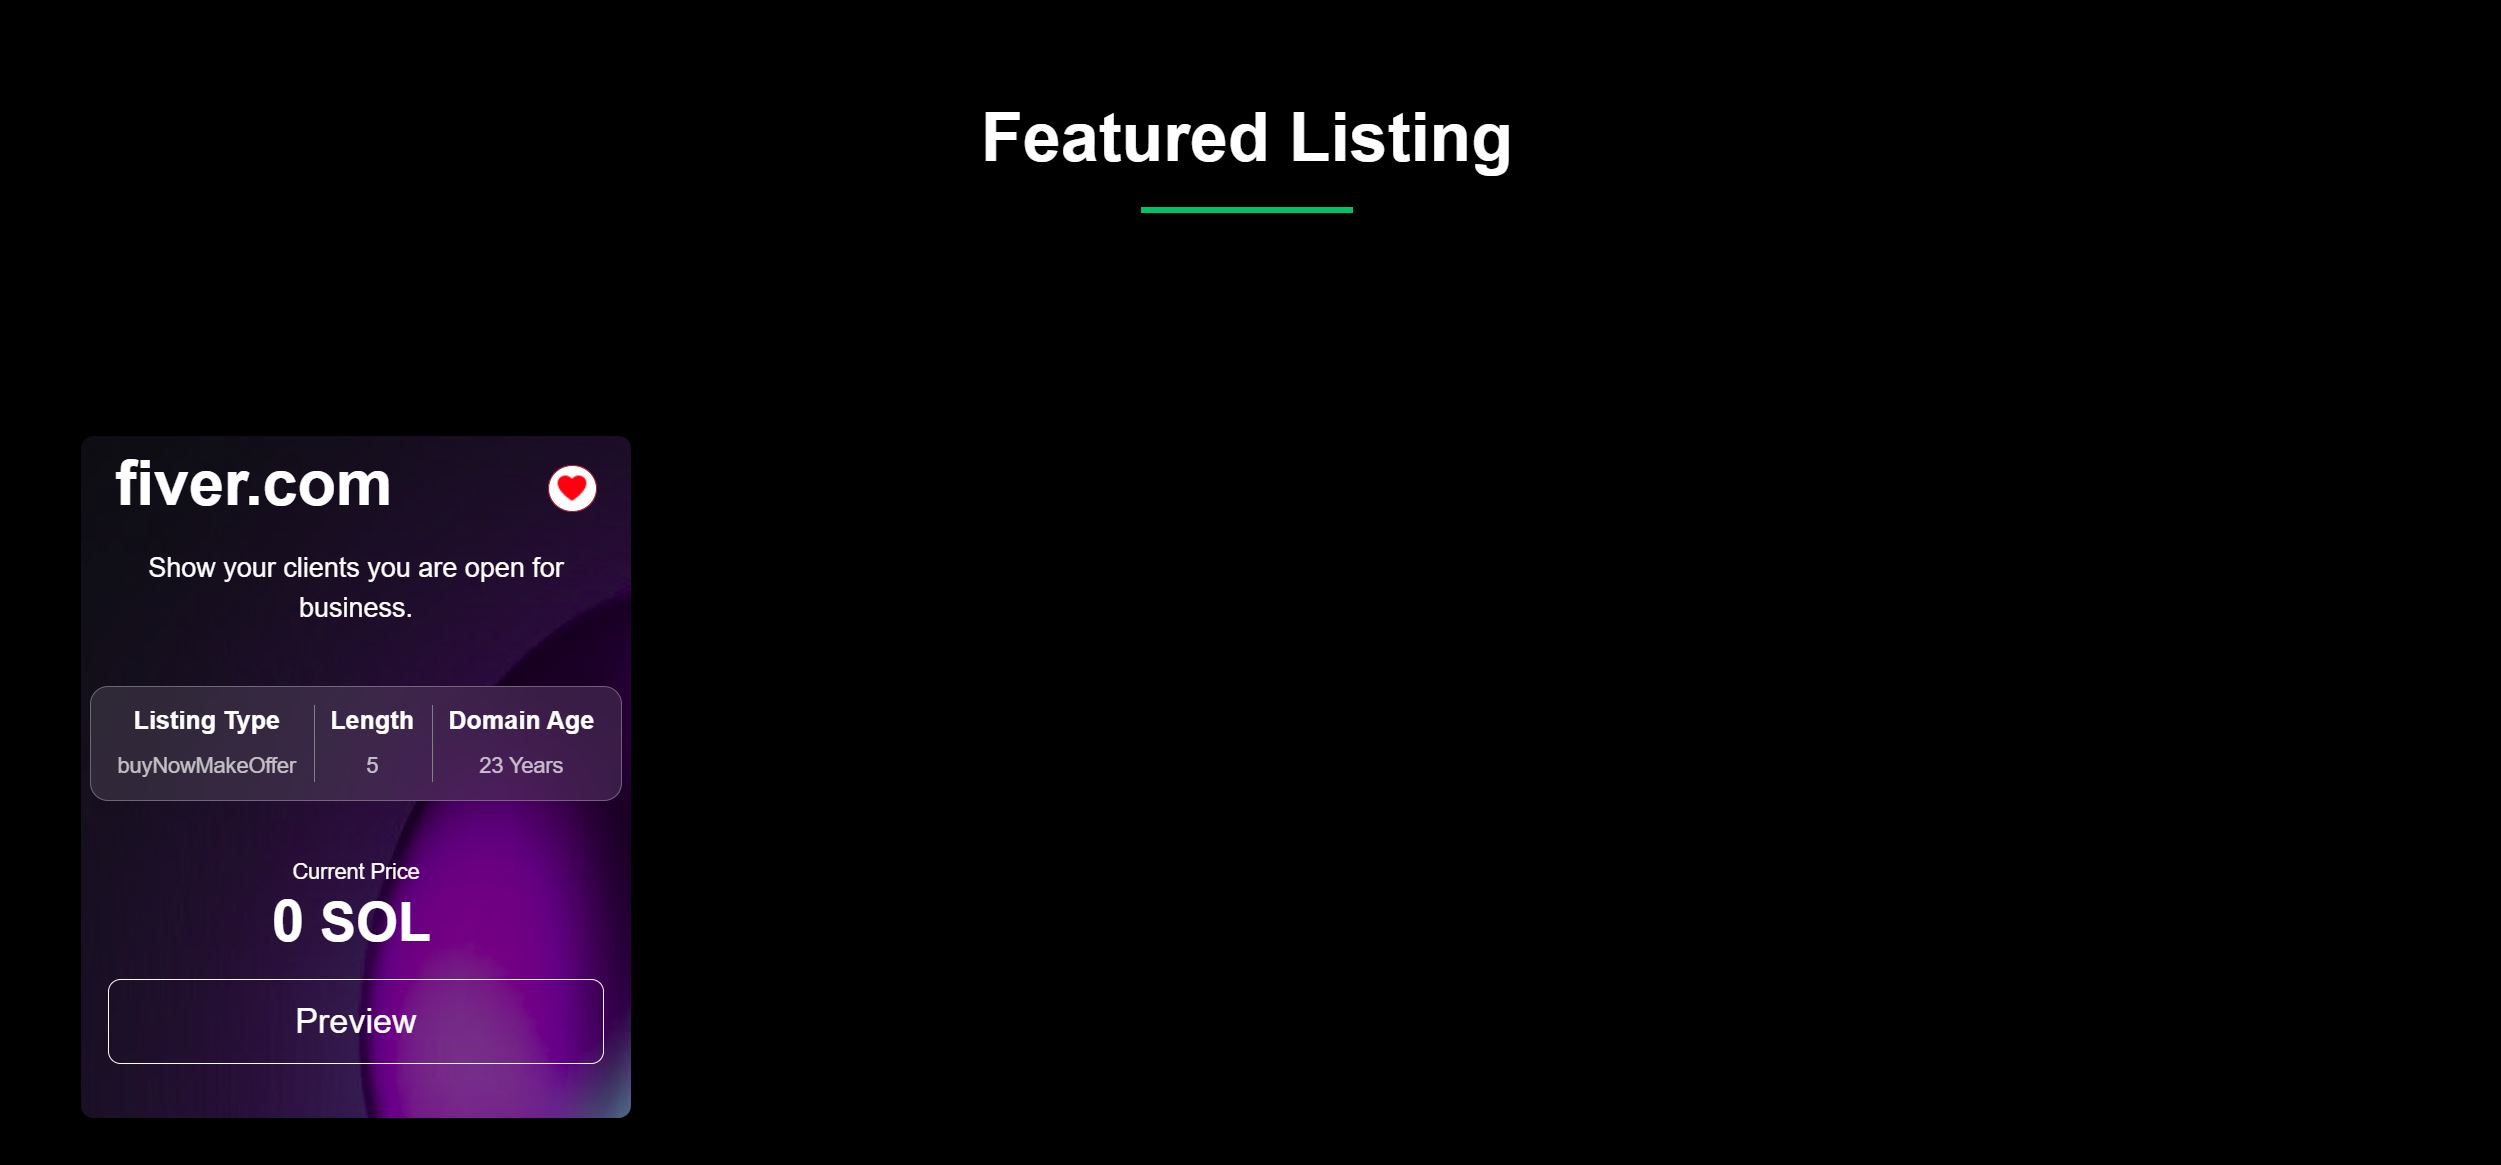 Featured Listing
fiver.com
Show your clients you are open for
business.
Listing Type
buyNowMakeOffer
Length
5
Domain Age
23 Years
Current Price
0 SOL
Preview